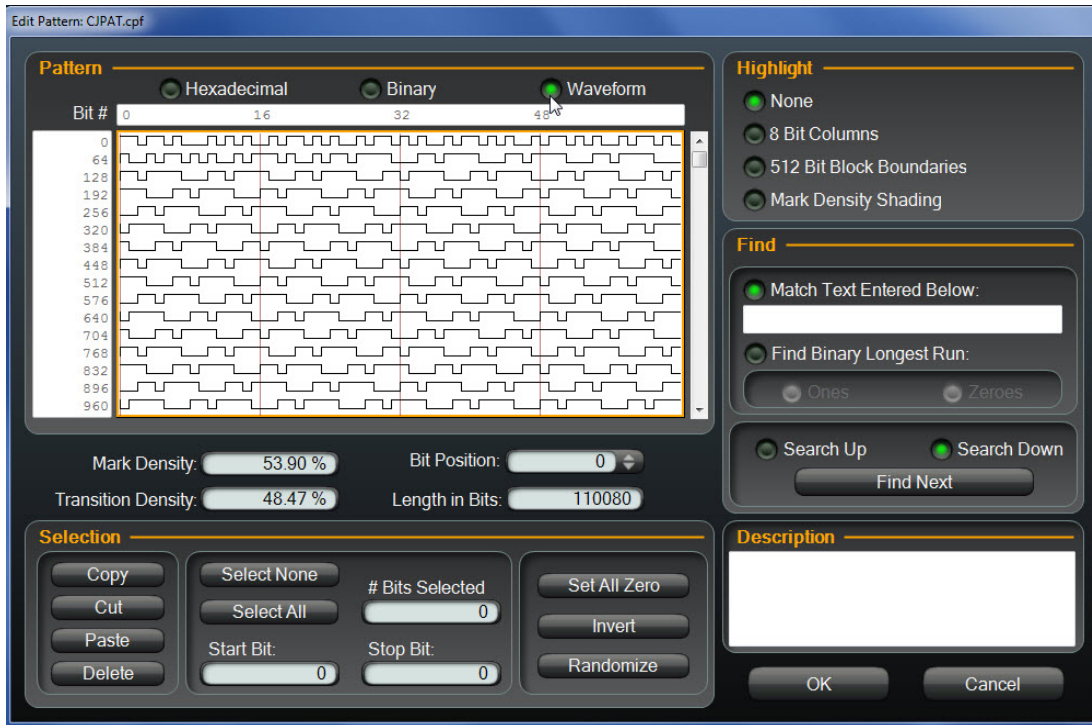 Edit Pattern: CJPAT.cpf
Pattern
Hexadecimal Binary Waveform
Bit # 0 16 32 48
0
64
128
192
256
320
384
448
512
576
640
704
768
832
896
960
Mark Density: 53.90 % Bit Position: 0
Transition Density: 48.47 % Length in Bits: 110080
Selection
Copy
Cut
Paste
Delete
Select None
Select All
# Bits Selected
0
Start Bit: Stop Bit:
0 0
Set All Zero
Invert
Randomize
Highlight
None
8 Bit Columns
512 Bit Block Boundaries
Mark Density Shading
Find
Match Text Entered Below:
Find Binary Longest Run:
Ones Zeroes
Search Up Search Down
Find Next
Description
OK Cancel